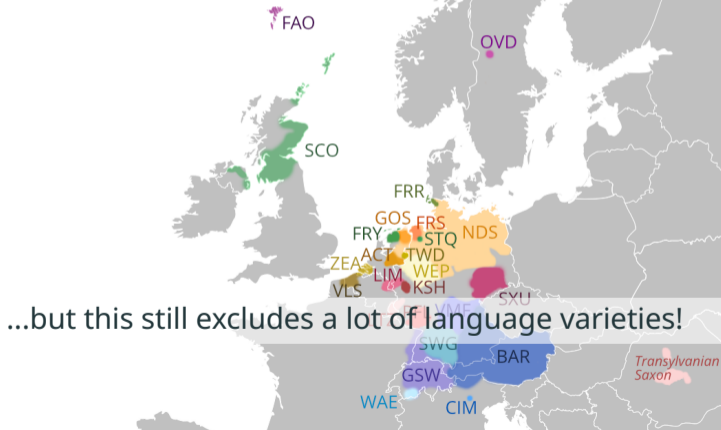 FAO
OVD
SCO
FRR
GOS FRS
FRY STQ NDS
ACT TWD
ZEA WEP
LIM
VLS KSH
SXU
...but this still excludes a lot of language varieties!
VMF
SWG
BAR
Transylvanian
Saxon
GSW
WAE
CIM